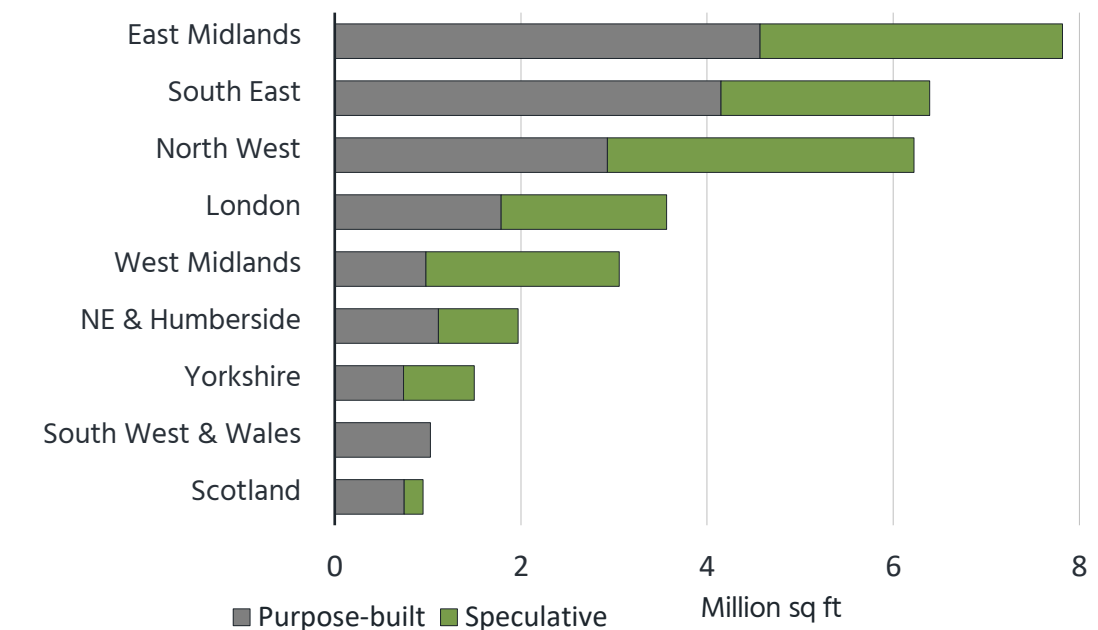 East Midlands
South East
North West
London
West Midlands
NE & Humberside
Yorkshire
South West & Wales
Scotland
0 2 4 6 8
Million sq ft
Purpose-built Speculative